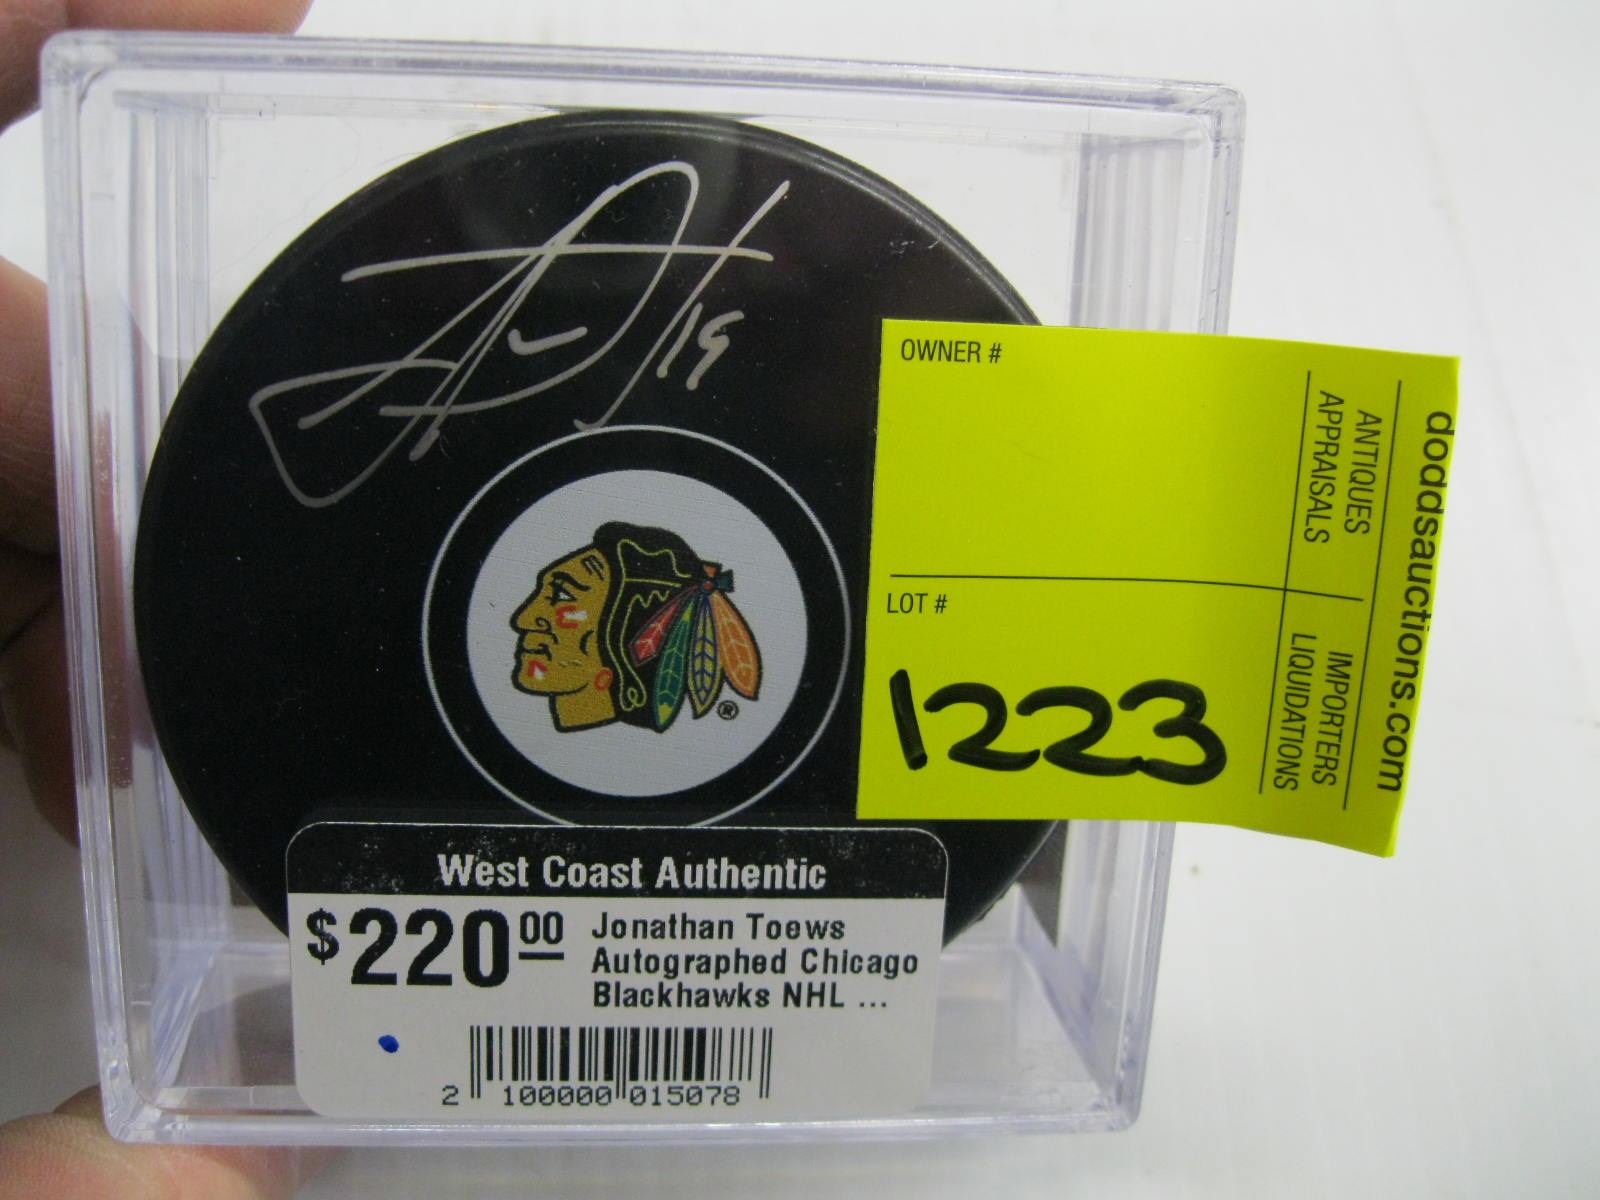 19
®
OWNER #
LOT #
1223
ANTIQUES
APPRAISALS
IMPORTERS
LIQUIDATIONS
doddsauctions.com
West Coast Authentic
$220.00
Jonathan Toews
Autographed Chicago
Blackhawks NHL ...
2 100000 015078